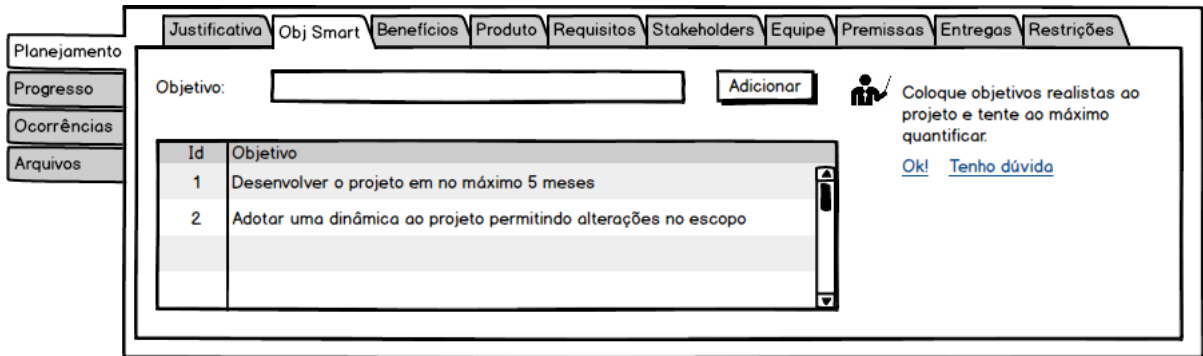 Justificativa Obj Smart Benefícios Produto Requisitos Stakeholders Equipe Premissas Entregas Restrições
Planejamento
Progresso
Ocorrências
Arquivos
Objetivo: Adicionar
Coloque objetivos realistas ao
projeto e tente ao máximo
quantificar.
Ok! Tenho dúvida
Id Objetivo
1 Desenvolver o projeto em no máximo 5 meses
2 Adotar uma dinâmica ao projeto permitindo alterações no escopo